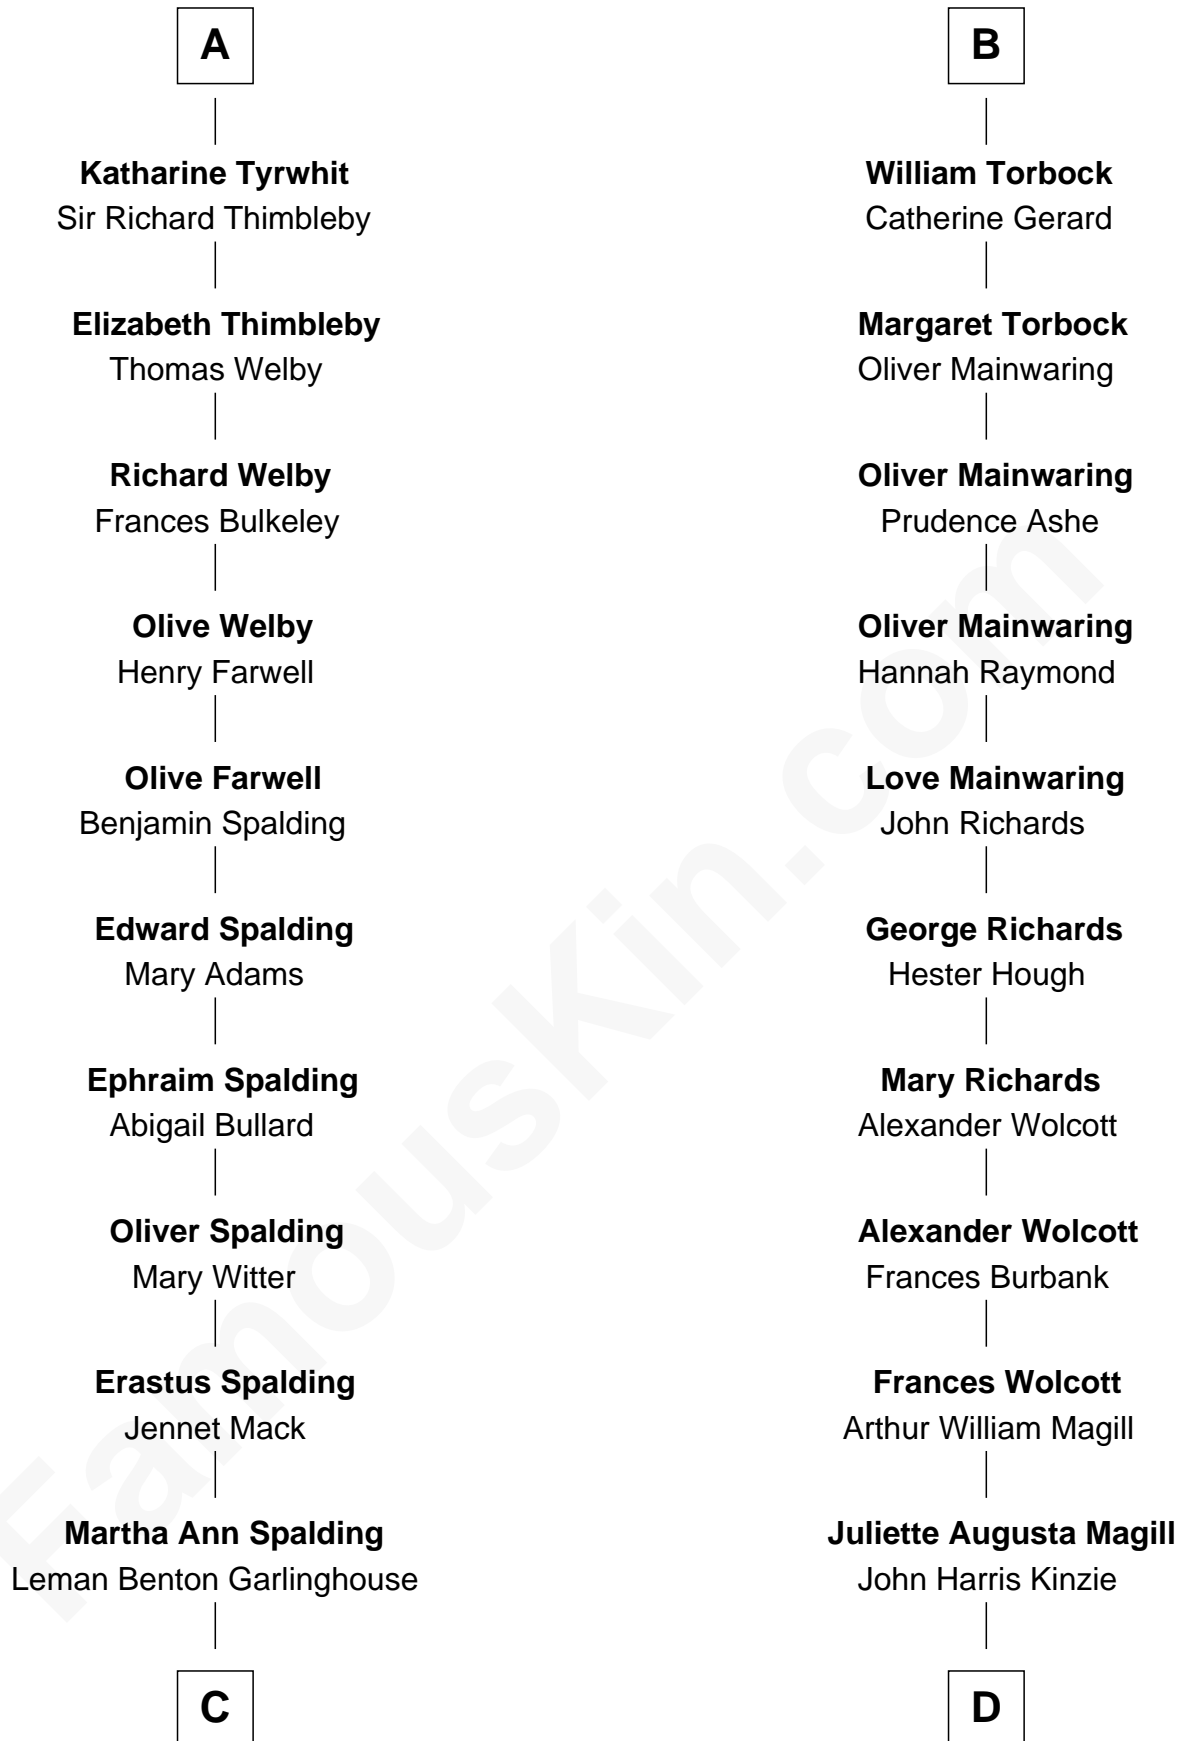 A
Katharine Tyrwhit
Sir Richard Thimbleby
Elizabeth Thimbleby
Thomas Welby
Richard Welby
Frances Bulkeley
Olive Welby
Henry Farwell
Olive Farwell
Benjamin Spalding
Edward Spalding
Mary Adams
Ephraim Spalding
Abigail Bullard
Oliver Spalding
Mary Witter
Erastus Spalding
Jennet Mack
Martha Ann Spalding
Leman Benton Garlinghouse
C
B
William Torbock
Catherine Gerard
Margaret Torbock
Oliver Mainwaring
Oliver Mainwaring
Prudence Ashe
Oliver Mainwaring
Hannah Raymond
Love Mainwaring
John Richards
George Richards
Hester Hough
Mary Richards
Alexander Wolcott
Alexander Wolcott
Frances Burbank
Frances Wolcott
Arthur William Magill
Juliette Augusta Magill
John Harris Kinzie
D
FamousKin.com